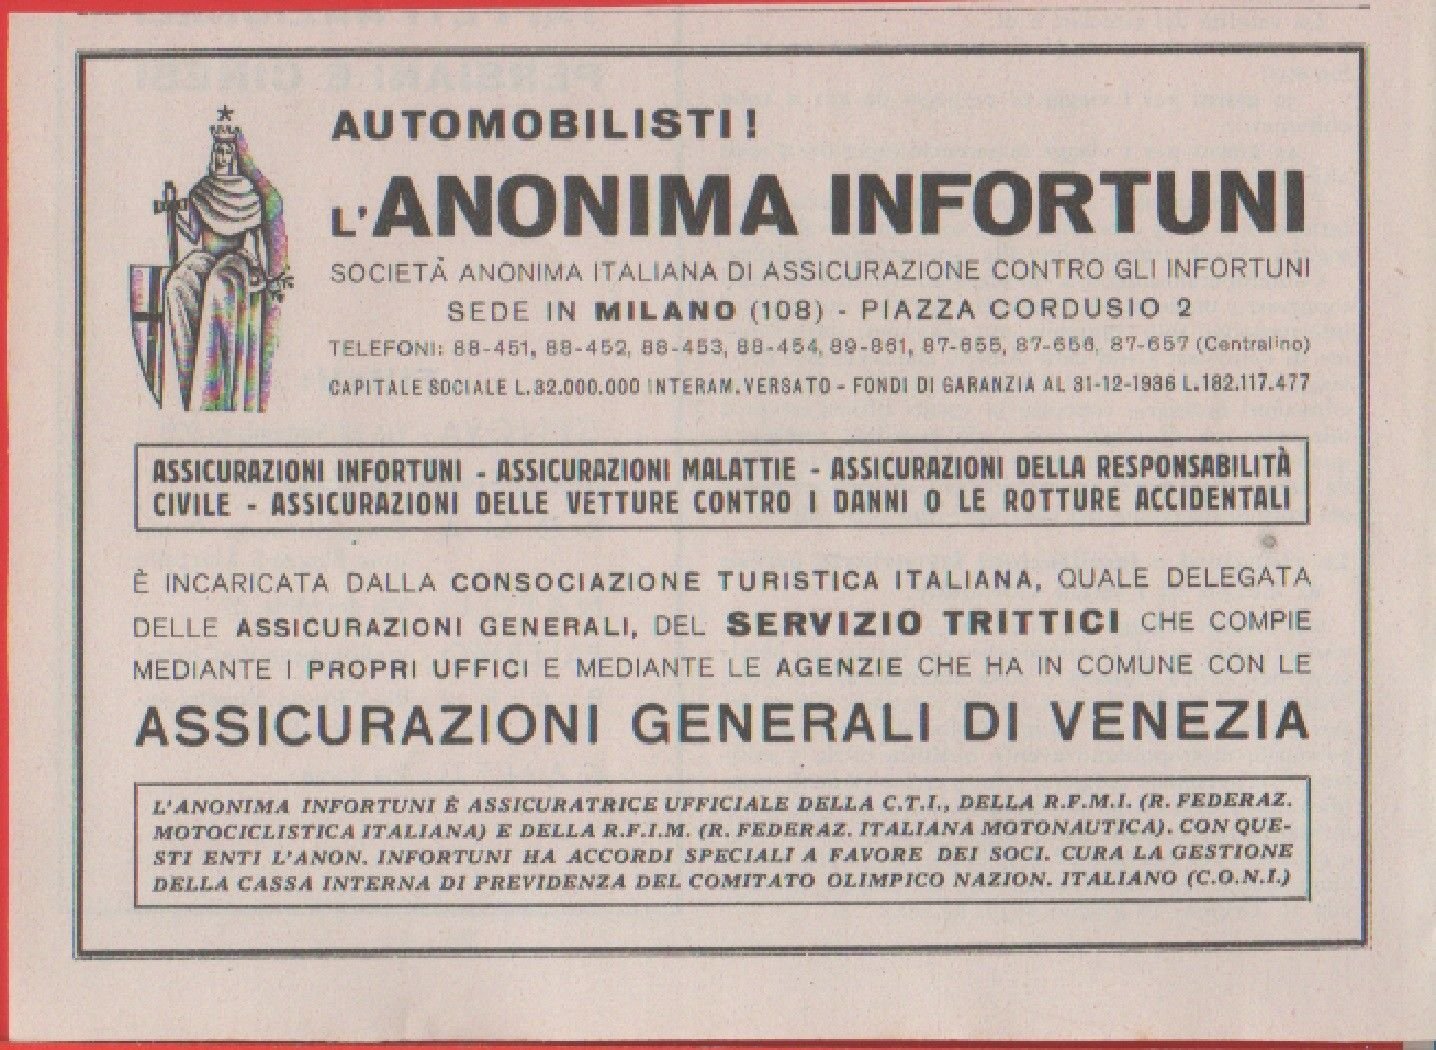 AUTOMOBILISTI!
L'ANONIMA INFORTUNI
SOCIETÀ ANONIMA ITALIANA DI ASSICURAZIONE CONTRO GLI INFORTUNI
SEDE IN MILANO (108) - PIAZZA CORDUSIO 2
TELEFONI: 88-451, 88-452, 88-453, 88-454, 89-861, 87-655, 87-656, 87-657 (Centralino)
CAPITALE SOCIALE L. 32.000.000 INTERAM. VERSATO - FONDI DI GARANZIA AL 31-12-1936 L. 182.117.477
ASSICURAZIONI INFORTUNI - ASSICURAZIONI MALATTIE - ASSICURAZIONI DELLA RESPONSABILITÀ
CIVILE - ASSICURAZIONI DELLE VETTURE CONTRO I DANNI O LE ROTTURE ACCIDENTALI
È INCARICATA DALLA CONSOCIAZIONE TURISTICA ITALIANA, QUALE DELEGATA
DELLE ASSICURAZIONI GENERALI, DEL SERVIZIO TRITTICI CHE COMPIE
MEDIANTE I PROPRI UFFICI E MEDIANTE LE AGENZIE CHE HA IN COMUNE CON LE
ASSICURAZIONI GENERALI DI VENEZIA
L'ANONIMA INFORTUNI È ASSICURATRICE UFFICIALE DELLA C.T.I., DELLA R.F.M.I. (R. FEDERAZ.
MOTOCICLISTICA ITALIANA) E DELLA R.F.I.M. (R. FEDERAZ. ITALIANA MOTONAUTICA). CON QUE-
STI ENTI L'ANON. INFORTUNI HA ACCORDI SPECIALI A FAVORE DEI SOCI. CURA LA GESTIONE
DELLA CASSA INTERNA DI PREVIDENZA DEL COMITATO OLIMPICO NAZION. ITALIANO (C.O.N.I.)